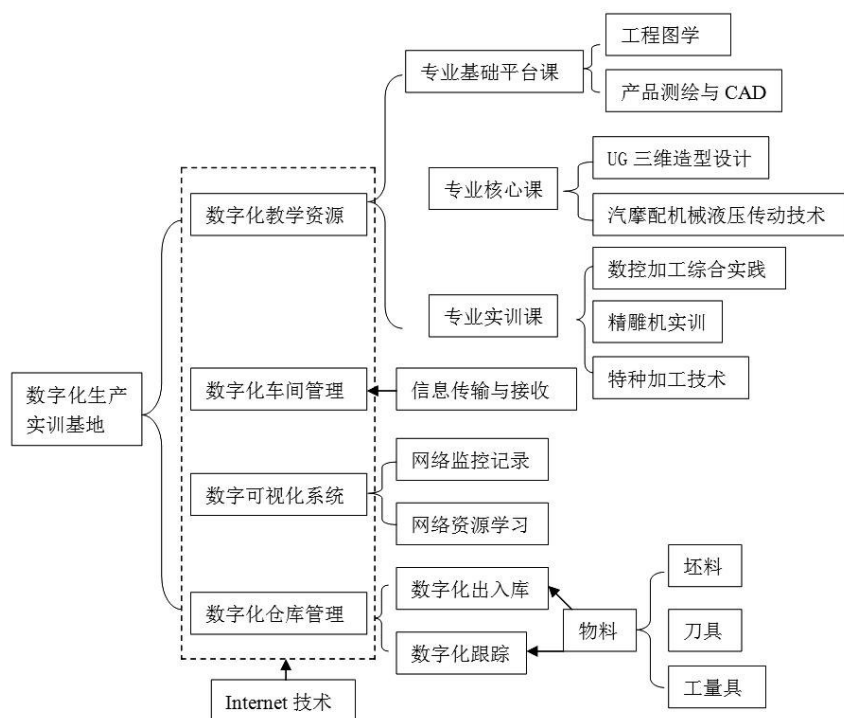 工程图学
专业基础平台课
产品测绘与 CAD
UG 三维造型设计
专业核心课
数字化教学资源
汽摩配机械液压传动技术
数控加工综合实践
专业实训课
精雕机实训
特种加工技术
数字化生产
实训基地
数字化车间管理
信息传输与接收
网络监控记录
数字可视化系统
网络资源学习
坯料
数字化出入库
数字化仓库管理
物料
刀具
数字化跟踪
工量具
Internet 技术